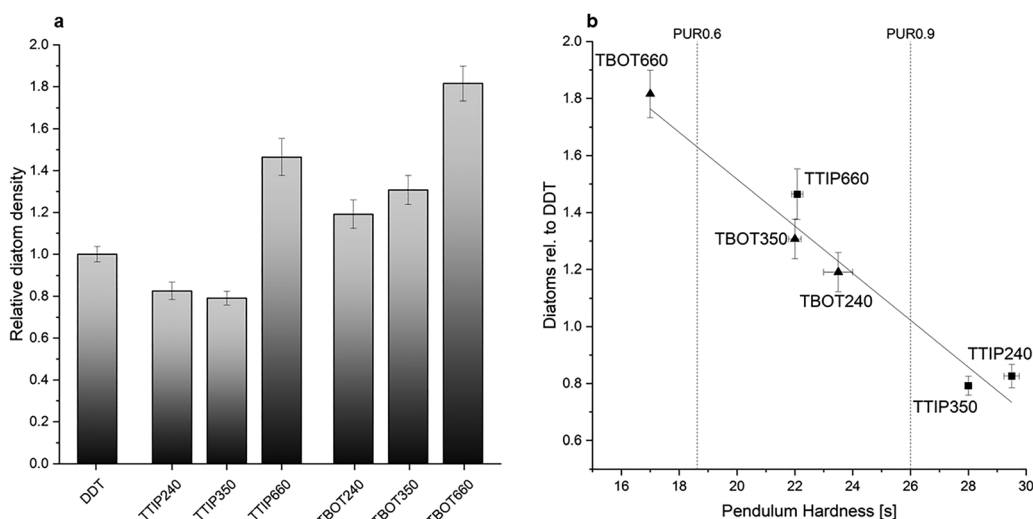 a
Relative diatom density
2.0
1.8
1.6
1.4
1.2
1.0
0.8
0.6
0.4
0.2
0.0
DDT
TTIP240
TTIP350
TTIP660
TBOT240
TBOT350
TBOT660
b
PUR0.6
PUR0.9
Diatoms rel. to DDT
2.0
1.8
1.6
1.4
1.2
1.0
0.8
0.6
TBOT660
TTIP660
TBOT350
TBOT240
TTIP240
TTIP350
16 18 20 22 24 26 28 30
Pendulum Hardness [s]